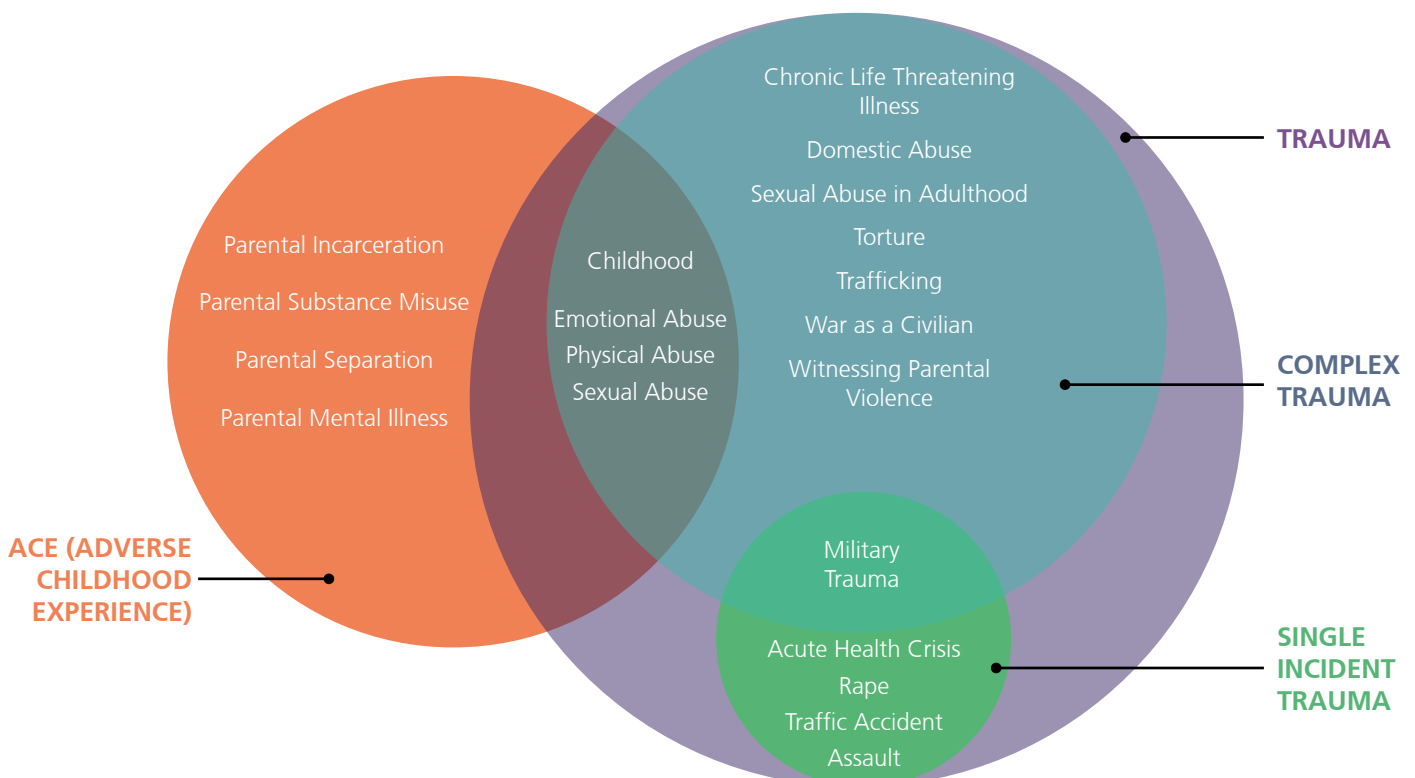 Parental Incarceration
Parental Substance Misuse
Parental Separation
Parental Mental Illness
ACE (ADVERSE
CHILDHOOD
EXPERIENCE)
Childhood
Emotional Abuse
Physical Abuse
Sexual Abuse
Chronic Life Threatening
Illness
Domestic Abuse
Sexual Abuse in Adulthood
Torture
Trafficking
War as a Civilian
Witnessing Parental
Violence
Military
Trauma
Acute Health Crisis
Rape
Traffic Accident
Assault
TRAUMA
COMPLEX
TRAUMA
SINGLE
INCIDENT
TRAUMA